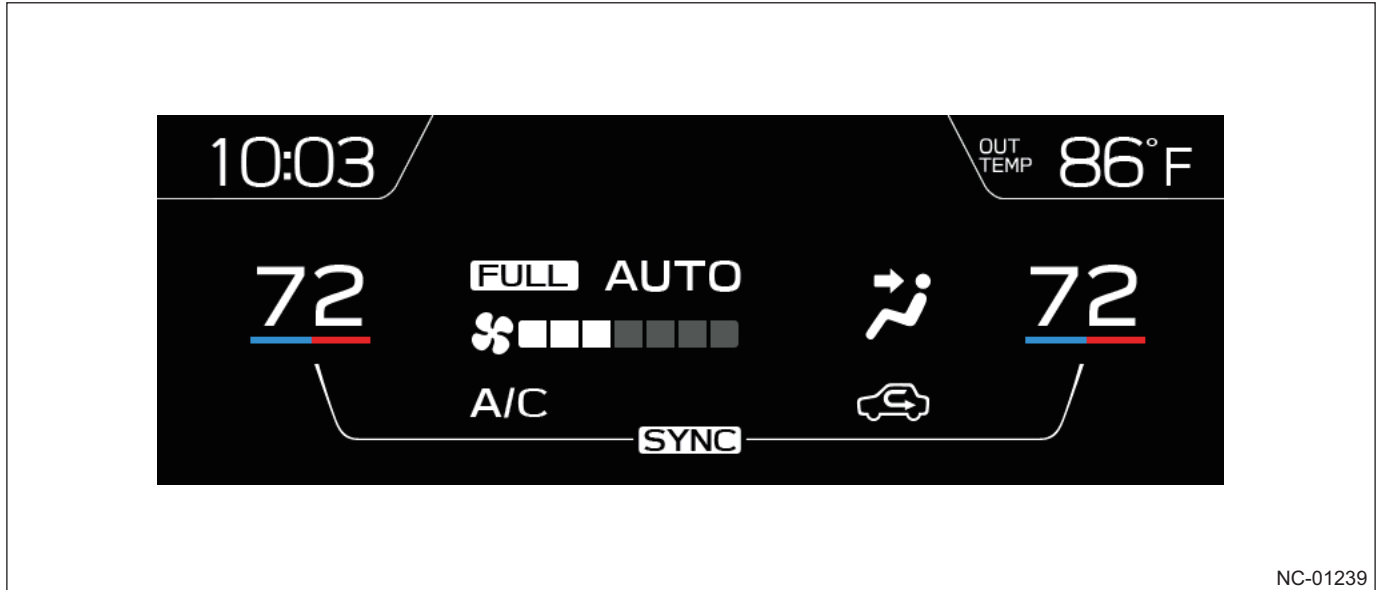 10:03
OUT TEMP 86°F
72
FULL AUTO
72
A/C
SYNC
NC-01239